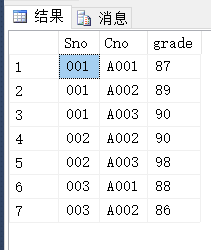 结果 消息
Sno Cno grade
1 001 A001 87
2 001 A002 89
3 001 A003 90
4 002 A002 90
5 002 A003 98
6 003 A001 88
7 003 A002 86